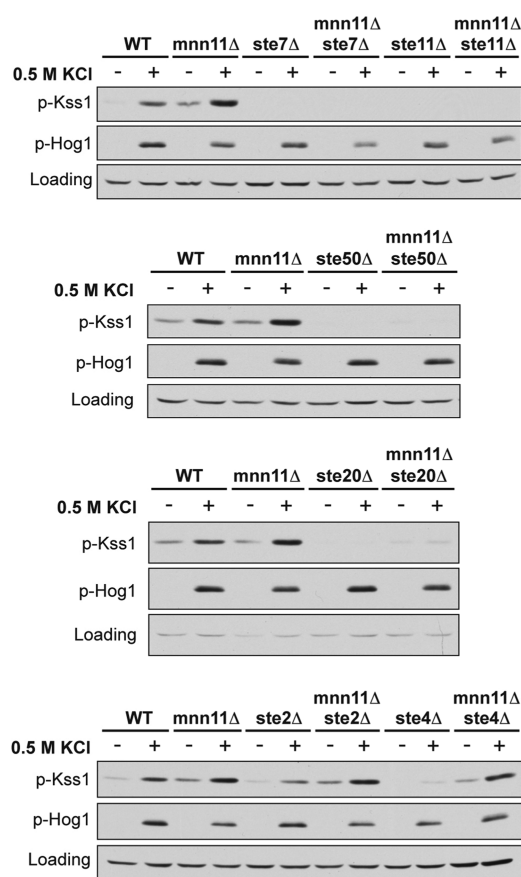 mnn11Δ mnn11Δ
WT mnn11Δ ste7Δ ste7Δ ste11Δ ste11Δ
0.5 M KCl - + - + - + - + - + - +
p-Kss1
p-Hog1
Loading
mnn11Δ
WT mnn11Δ ste50Δ ste50Δ
0.5 M KCl - + - + - + - +
p-Kss1
p-Hog1
Loading
mnn11Δ
WT mnn11Δ ste20Δ ste20Δ
0.5 M KCl - + - + - + - +
p-Kss1
p-Hog1
Loading
mnn11Δ mnn11Δ
WT mnn11Δ ste2Δ ste2Δ ste4Δ ste4Δ
0.5 M KCl - + - + - + - + - + - +
p-Kss1
p-Hog1
Loading